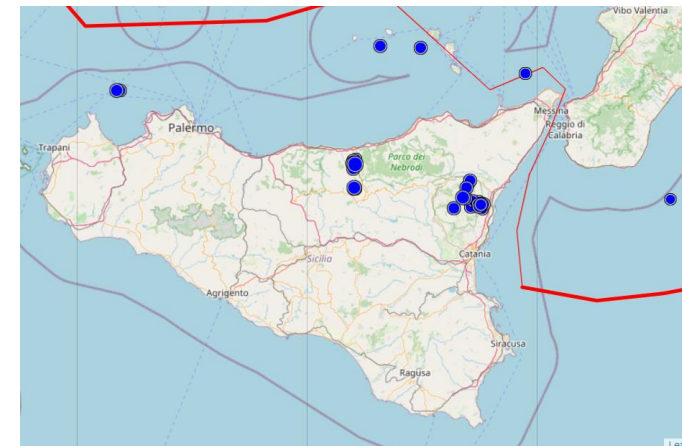 Vibo Valentia
Messina
Reggio di
Calabria
Palermo
Trapani
Parco dei
Nebrodi
Sicilia
Catania
Agrigento
Siracusa
Ragusa